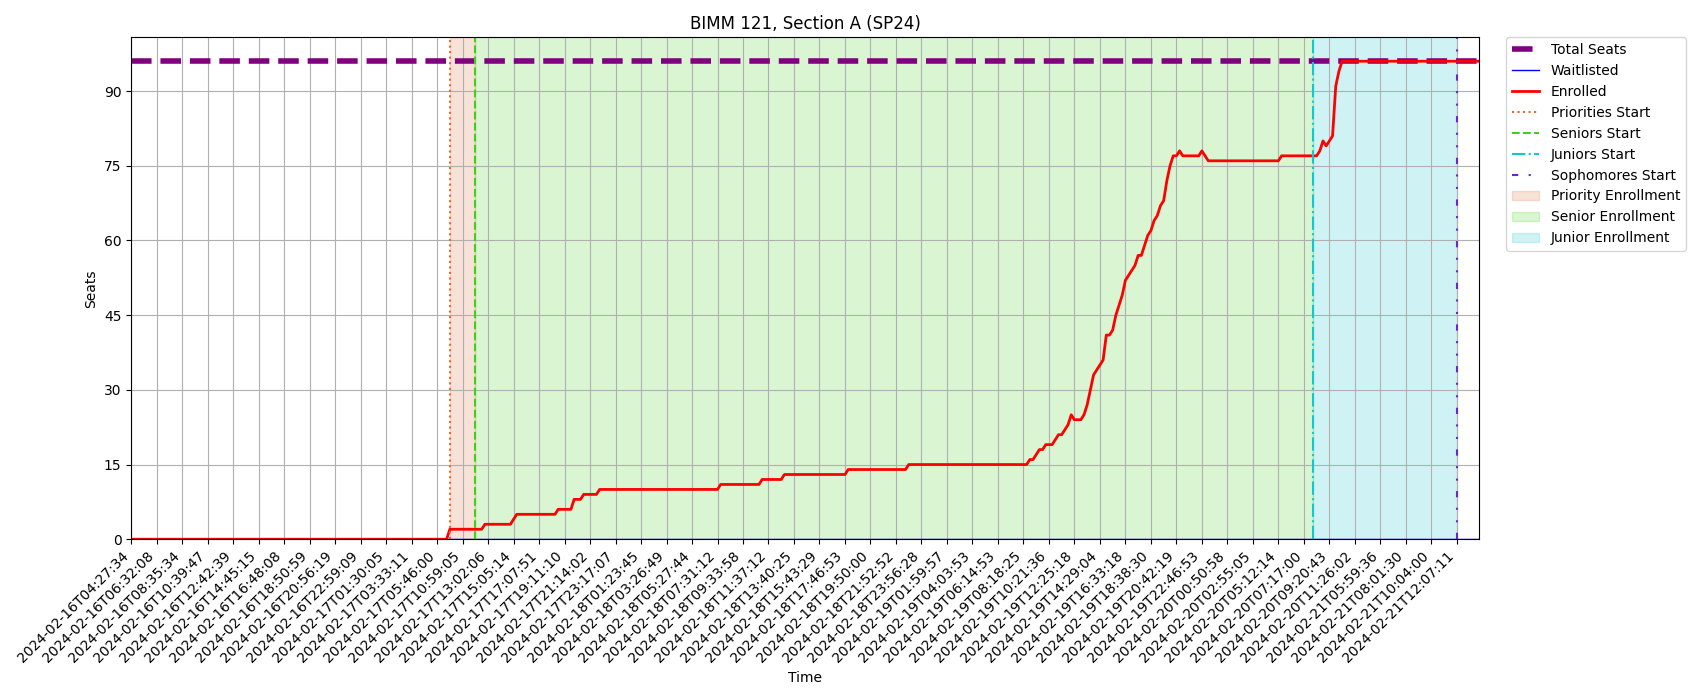 BIMM 121, Section A (SP24)
Total Seats
Waitlisted
Enrolled
Priorities Start
Seniors Start
Juniors Start
Sophomores Start
Priority Enrollment
Senior Enrollment
Junior Enrollment
Seats
90
75
60
45
30
15
0
2024-02-16T04:27:34
2024-02-16T06:32:08
2024-02-16T08:35:34
2024-02-16T10:39:47
2024-02-16T12:42:39
2024-02-16T14:45:15
2024-02-16T16:48:08
2024-02-16T18:50:59
2024-02-16T20:56:19
2024-02-16T22:59:09
2024-02-17T01:30:05
2024-02-17T03:33:11
2024-02-17T05:46:00
2024-02-17T10:59:05
2024-02-17T13:02:06
2024-02-17T15:05:14
2024-02-17T17:07:51
2024-02-17T19:11:10
2024-02-17T21:14:02
2024-02-17T23:17:07
2024-02-18T01:23:45
2024-02-18T03:26:49
2024-02-18T05:27:44
2024-02-18T07:31:12
2024-02-18T09:33:58
2024-02-18T11:37:12
2024-02-18T13:40:25
2024-02-18T15:43:29
2024-02-18T17:46:53
2024-02-18T19:50:00
2024-02-18T21:52:52
2024-02-18T23:56:28
2024-02-19T01:59:57
2024-02-19T04:03:53
2024-02-19T06:14:53
2024-02-19T08:18:25
2024-02-19T10:21:36
2024-02-19T12:25:18
2024-02-19T14:29:04
2024-02-19T16:33:18
2024-02-19T18:38:30
2024-02-19T20:42:19
2024-02-19T22:46:53
2024-02-20T00:50:58
2024-02-20T02:55:05
2024-02-20T05:12:14
2024-02-20T07:17:00
2024-02-20T09:20:43
2024-02-20T11:26:02
2024-02-21T05:59:36
2024-02-21T08:01:30
2024-02-21T10:04:00
2024-02-21T12:07:11
Time